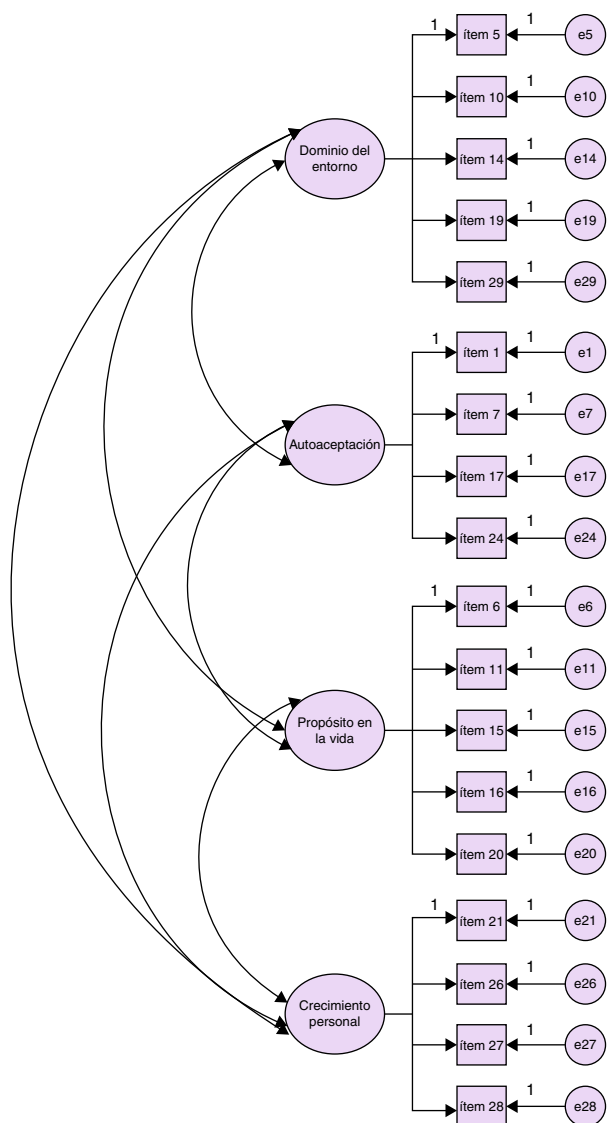 1 ítem 5 1 e5
ítem 10 1 e10
Dominio del
entorno
ítem 14 1 e14
ítem 19 1 e19
ítem 29 1 e29
1 ítem 1 1 e1
ítem 7 1 e7
Autoaceptación
ítem 17 1 e17
ítem 24 1 e24
1 ítem 6 1 e6
ítem 11 1 e11
Propósito en
la vida
ítem 15 1 e15
ítem 16 1 e16
ítem 20 1 e20
1 ítem 21 1 e21
ítem 26 1 e26
Crecimiento
personal
ítem 27 1 e27
ítem 28 1 e28